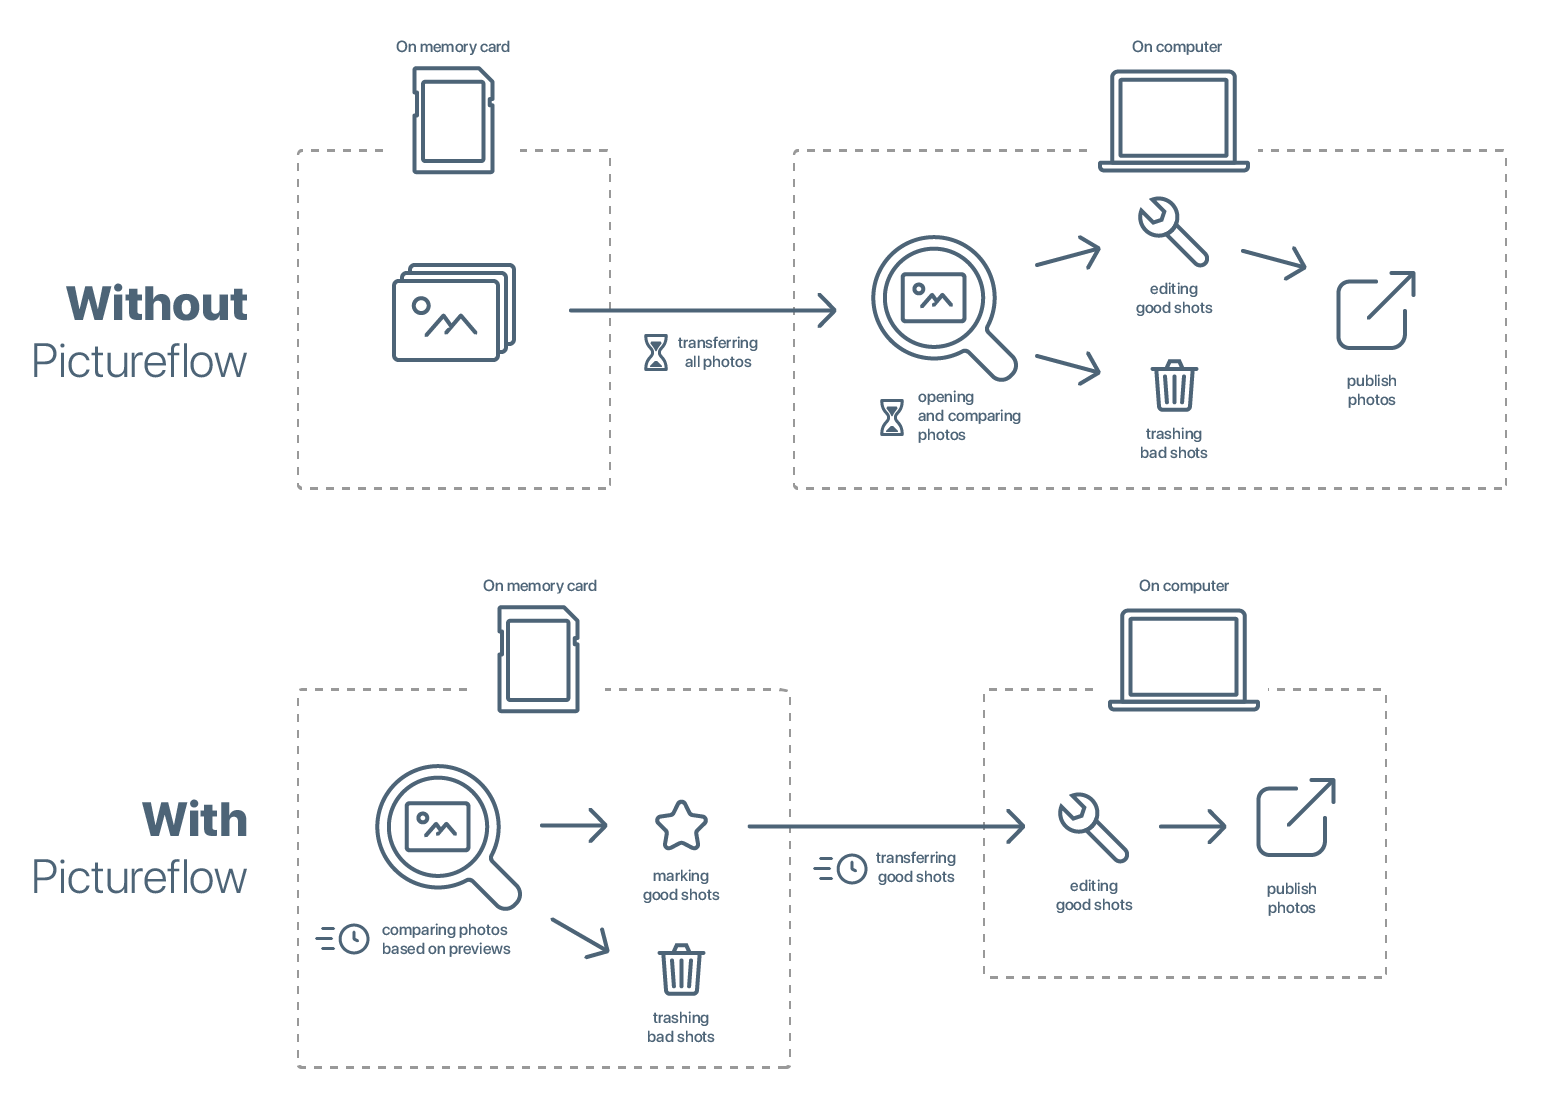 On memory card
On computer
Without
Pictureflow
transferring
all photos
opening
and comparing
photos
editing
good shots
trashing
bad shots
publish
photos
On memory card
On computer
With
Pictureflow
comparing photos
based on previews
marking
good shots
trashing
bad shots
transferring
good shots
editing
good shots
publish
photos